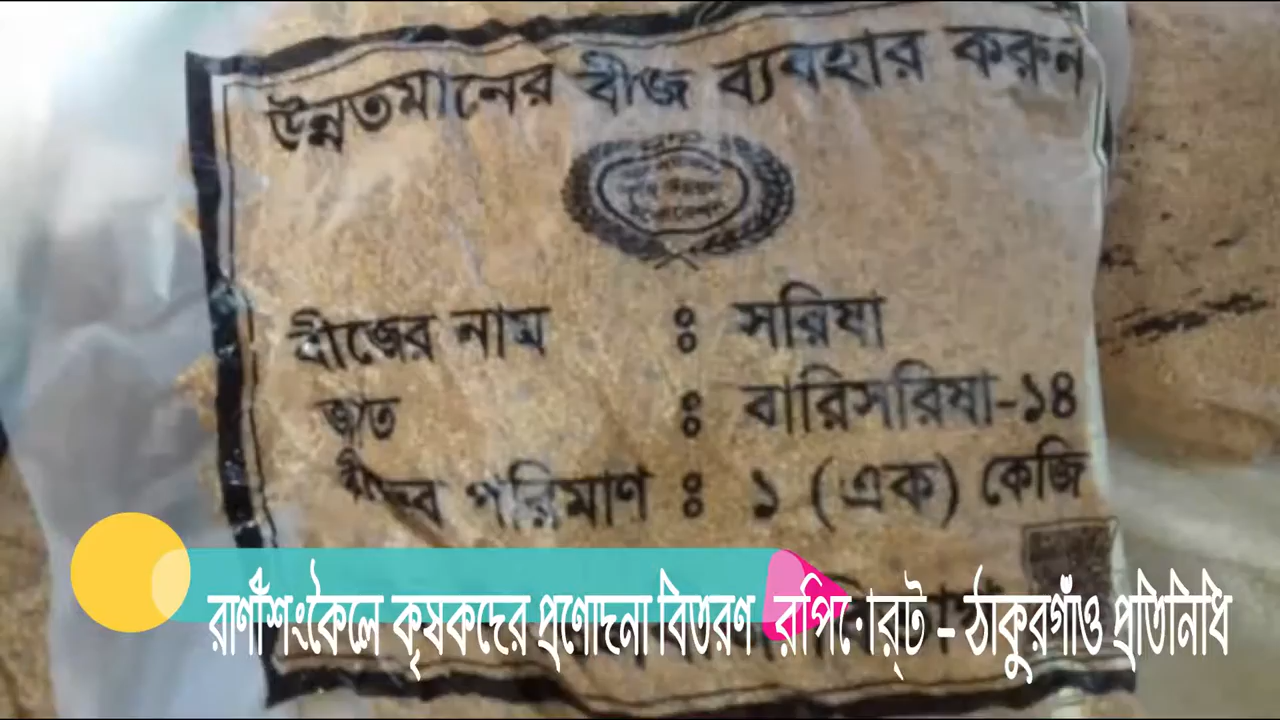 উন্নতমানের বীজ ব্যবহার করুন
বীজের নাম : সরিষা
জাত : বারিসরিষা-১৪
বীজের পরিমাণ : ১ (এক) কেজি
রাণীঁশংকৈলে কৃষকদের প্রণোদনা বিতরণ রিপোর্ট - ঠাকুরগাঁও প্রতিনিধি